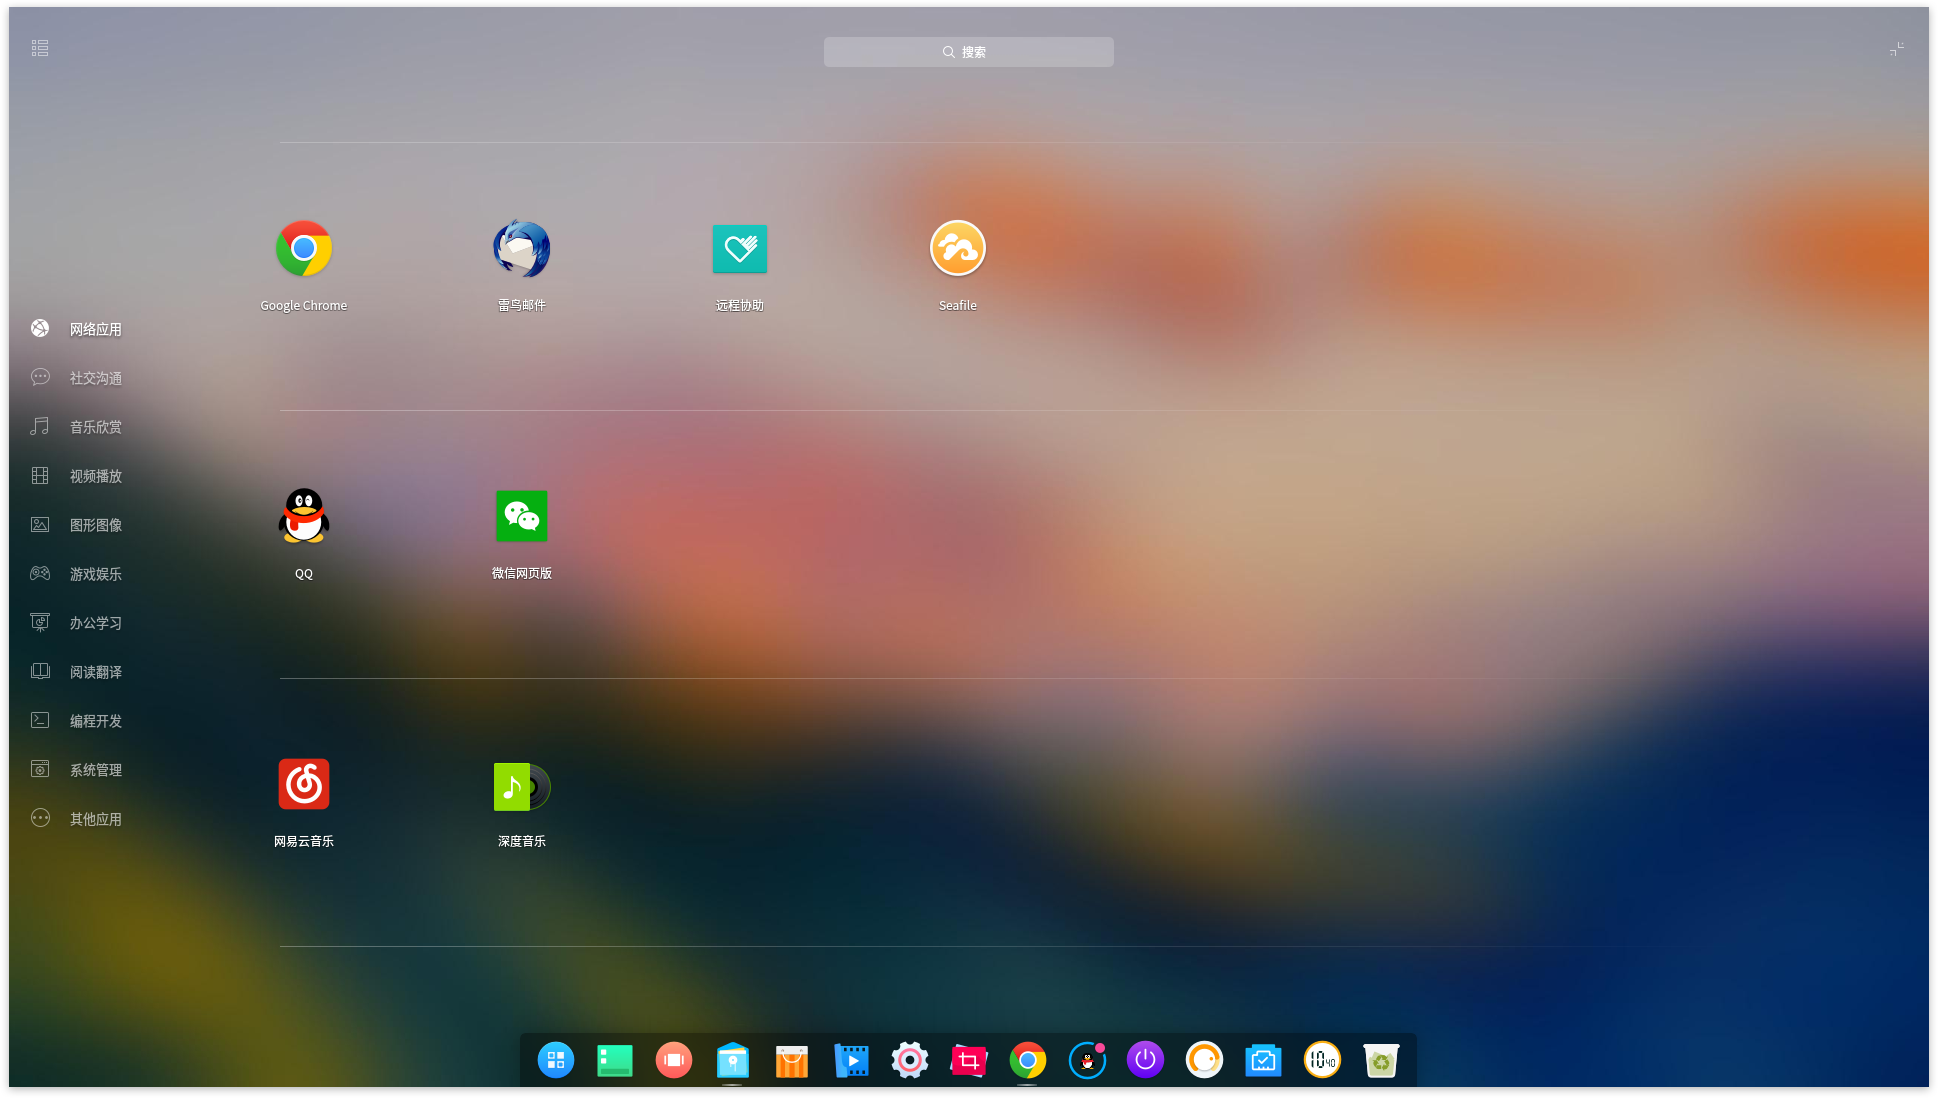 搜索
Google Chrome
雷鸟邮件
远程协助
Seafile
网络应用
社交沟通
音乐欣赏
视频播放
图形图像
游戏娱乐
办公学习
阅读翻译
编程开发
系统管理
其他应用
QQ
微信网页版
网易云音乐
深度音乐
10 40